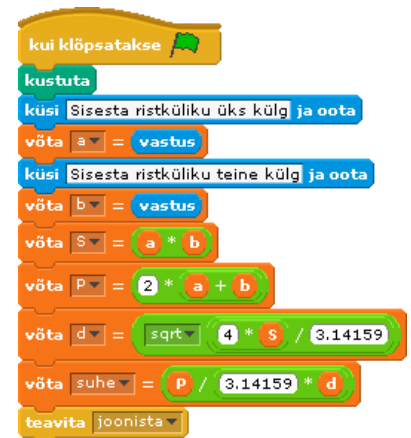 kui klõpsatakse
kustuta
küsi Sisesta ristküliku üks külg ja oota
võta a = vastus
küsi Sisesta ristküliku teine külg ja oota
võta b = vastus
võta S = a * b
võta P = 2 * a + b
võta d = sqrt 4 * S / 3.14159
võta suhe = P / 3.14159 * d
teavita joonista